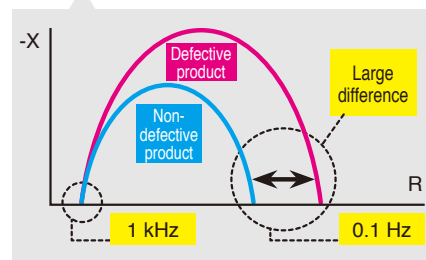 -X
Defective
product
Large
difference
Non-
defective
product
R
1 kHz
0.1 Hz